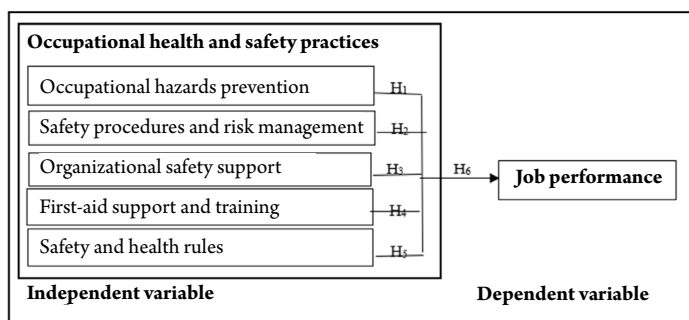 Occupational health and safety practices
Occupational hazards prevention
H1
Safety procedures and risk management
H2
Organizational safety support
H3
H6
Job performance
First-aid support and training
H4
Safety and health rules
H5
Independent variable
Dependent variable